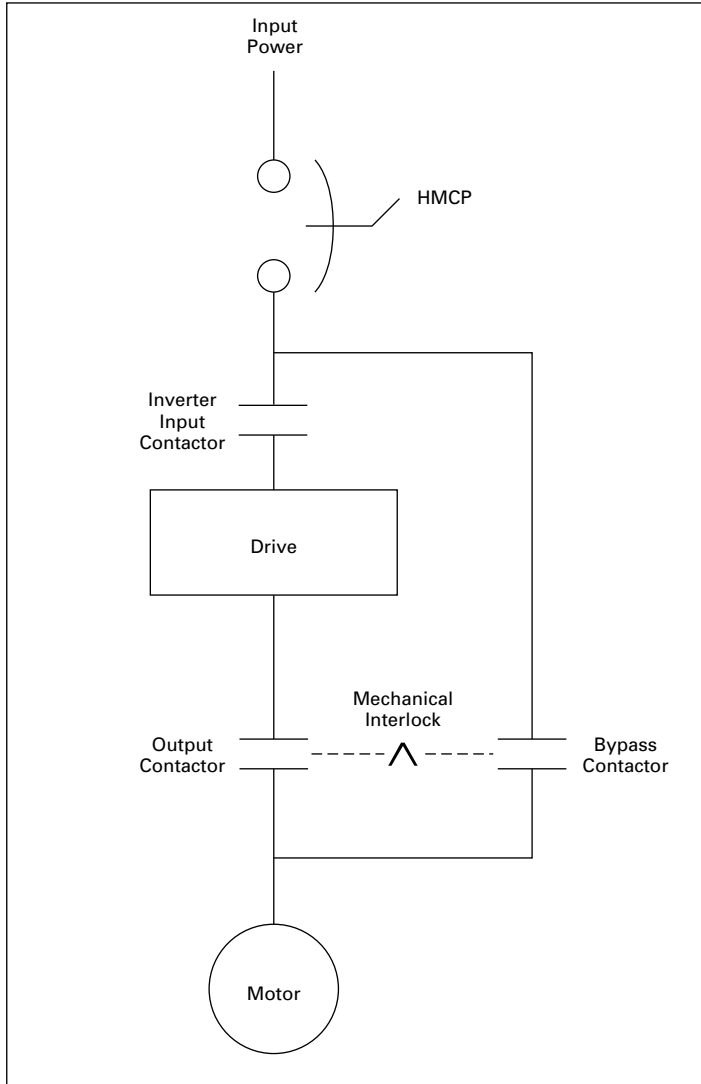 Input
Power
HMCP
Inverter
Input
Contactor
Drive
Mechanical
Interlock
Output
Contactor
Bypass
Contactor
Motor